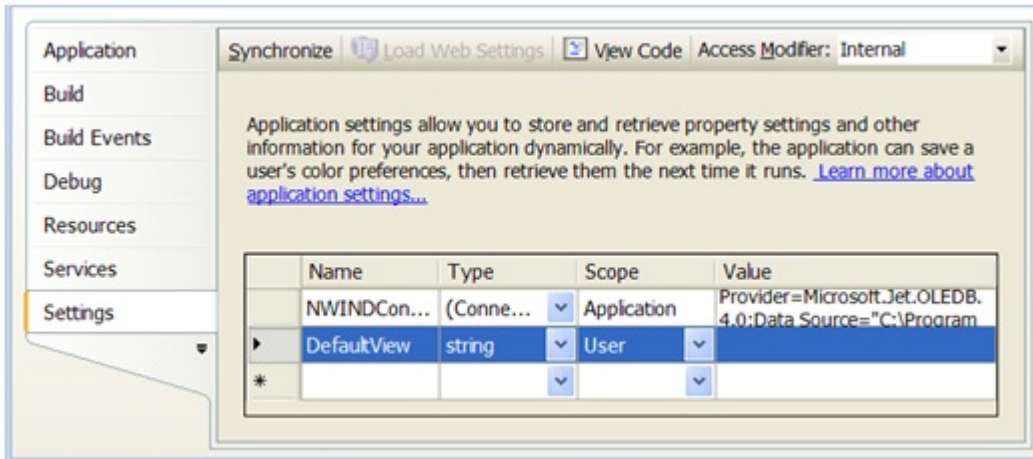 Application
Build
Build Events
Debug
Resources
Services
Settings
Synchronize Load Web Settings View Code Access Modifier: Internal
Application settings allow you to store and retrieve property settings and other
information for your application dynamically. For example, the application can save a
user's color preferences, then retrieve them the next time it runs. Learn more about
application settings...
Name Type Scope Value
NWINDCon... (Conne... Application Provider=Microsoft.Jet.OLEDB.
4.0;Data Source="C:\Program
DefaultView string User